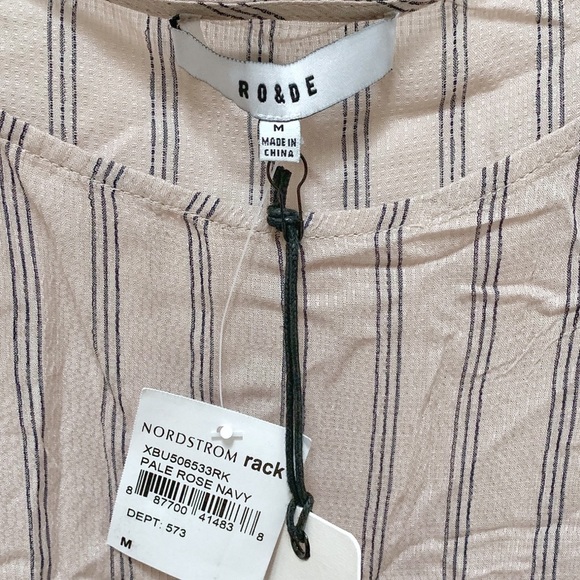 RO&DE
M
MADE IN
CHINA
NORDSTROM rack
XBU506533RK
PALE ROSE NAVY
8 87700 41483 8
DEPT: 573
M